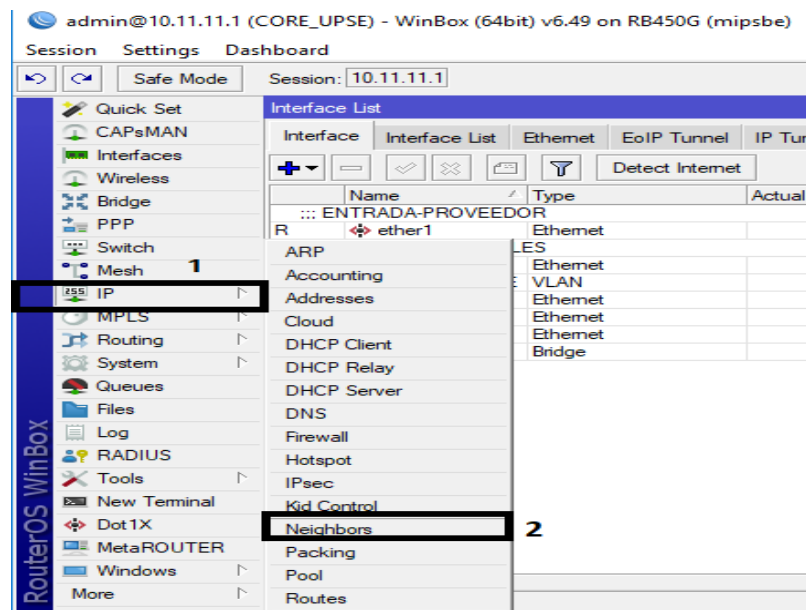 admin@10.11.11.1 (CORE_UPSE) - WinBox (64bit) v6.49 on RB450G (mipsbe)
Session Settings Dashboard
Safe Mode Session: 10.11.11.1
Quick Set
CAPsMAN
Interfaces
Wireless
Bridge
PPP
Switch
Mesh 1
255 IP
MPLS
Routing
System
Queues
Files
Log
RADIUS
Tools
New Terminal
Dot1X
MetaROUTER
Windows
More
RouterOS WinBox
Interface List
Interface Interface List Ethernet EoIP Tunnel IP Tun
Detect Internet
Name Type Actual
::: ENTRADA-PROVEEDOR
R ether1 Ethernet
LES
Ethernet
VLAN
Ethernet
Ethernet
Ethernet
Bridge
ARP
Accounting
Addresses
Cloud
DHCP Client
DHCP Relay
DHCP Server
DNS
Firewall
Hotspot
IPsec
Kid Control
Neighbors 2
Packing
Pool
Routes